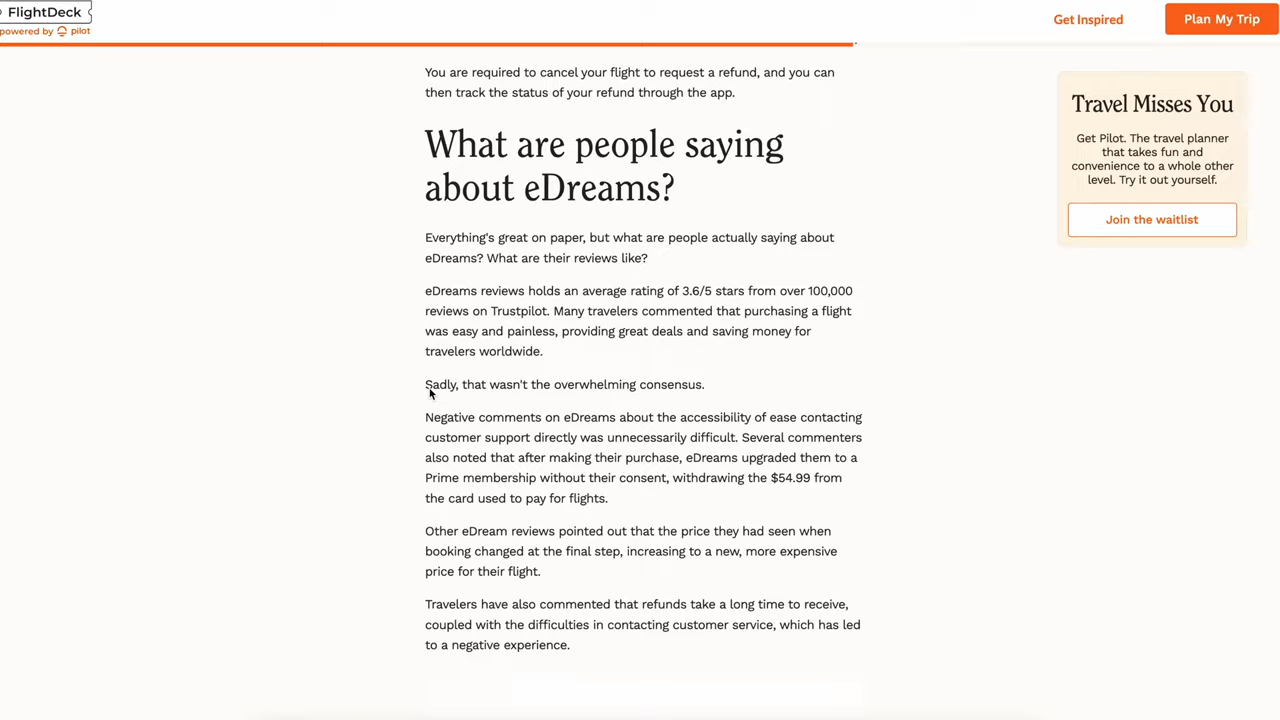 FlightDeck
powered by pilot
Get Inspired
Plan My Trip
You are required to cancel your flight to request a refund, and you can
then track the status of your refund through the app.
What are people saying
about eDreams?
Everything's great on paper, but what are people actually saying about
eDreams? What are their reviews like?
eDreams reviews holds an average rating of 3.6/5 stars from over 100,000
reviews on Trustpilot. Many travelers commented that purchasing a flight
was easy and painless, providing great deals and saving money for
travelers worldwide.
Sadly, that wasn't the overwhelming consensus.
Negative comments on eDreams about the accessibility of ease contacting
customer support directly was unnecessarily difficult. Several commenters
also noted that after making their purchase, eDreams upgraded them to a
Prime membership without their consent, withdrawing the $54.99 from
the card used to pay for flights.
Other eDream reviews pointed out that the price they had seen when
booking changed at the final step, increasing to a new, more expensive
price for their flight.
Travelers have also commented that refunds take a long time to receive,
coupled with the difficulties in contacting customer service, which has led
to a negative experience.
Travel Misses You
Get Pilot. The travel planner
that takes fun and
convenience to a whole other
level. Try it out yourself.
Join the waitlist